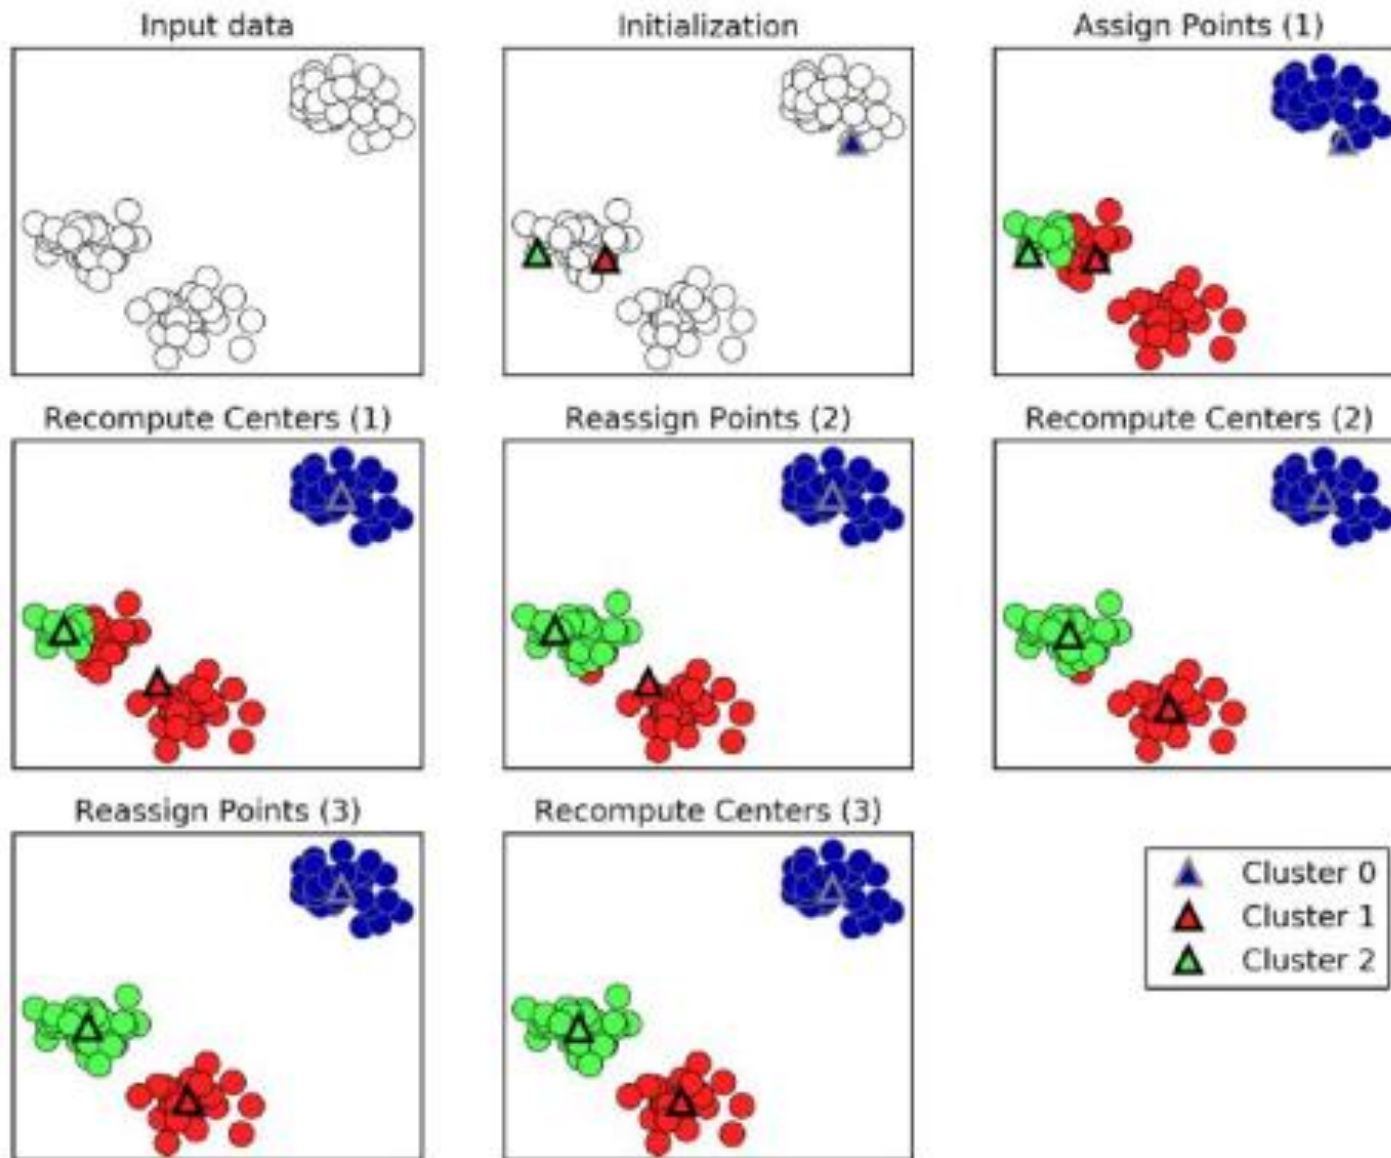 Input data
Initialization
Assign Points (1)
Recompute Centers (1)
Reassign Points (2)
Recompute Centers (2)
Reassign Points (3)
Recompute Centers (3)
Cluster 0
Cluster 1
Cluster 2